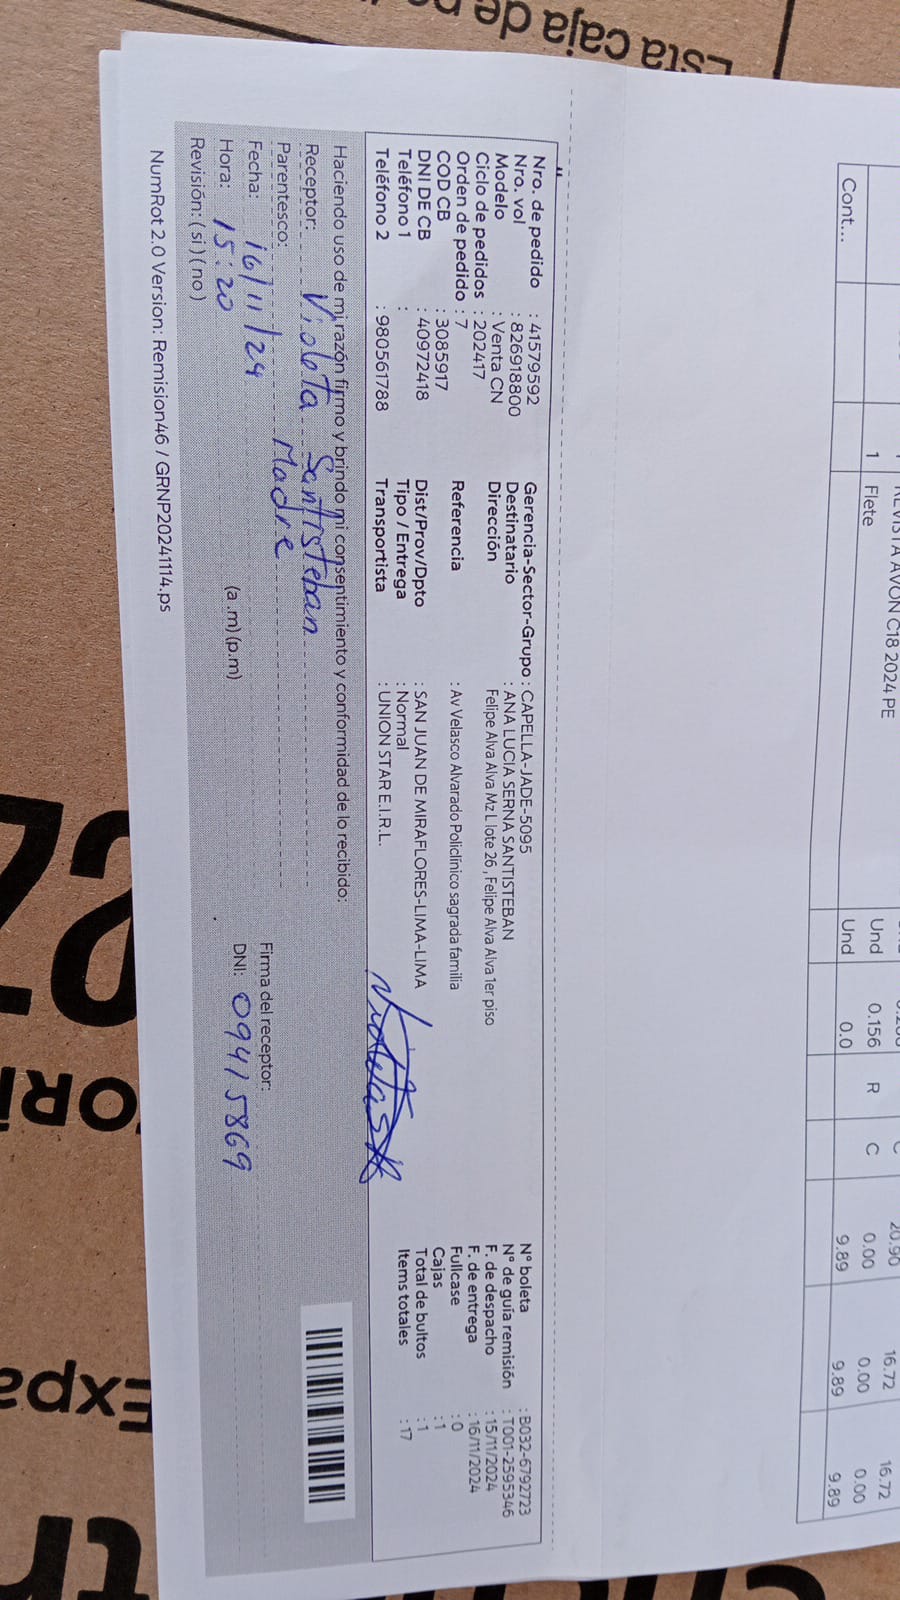 Esta caja de
REVISTA AVON C18 2024 PE 20.90 16.72 16.72
1 Flete Und 0.156 R C 0.00 0.00 0.00
Cont... Und 0.0 9.89 9.89 9.89
Nro. de pedido : 41579592 Gerencia-Sector-Grupo : CAPELLA-JADE-5095 N° boleta : B032-6792723
Nro. vol : 826918800 Destinatario : ANA LUCIA SERNA SANTISTEBAN N° de guía remisión : T001-2595346
Modelo : Venta CN Dirección Felipe Alva Alva Mz L lote 26 , Felipe Alva Alva 1er piso F. de despacho : 15/11/2024
Ciclo de pedidos : 202417 F. de entrega : 16/11/2024
Orden de pedido : 7 Referencia : Av Velasco Alvarado Policlínico sagrada familia Fullcase : 0
COD CB : 3085917 Cajas : 1
DNI DE CB : 40972418 Dist/Prov/Dpto : SAN JUAN DE MIRAFLORES-LIMA-LIMA Total de bultos : 1
Teléfono 1 : Tipo / Entrega : Normal Items totales : 17
Teléfono 2 : 980561788 Transportista : UNION STAR E.I.R.L.
Violeta S
Haciendo uso de mi razón firmo y brindo mi consentimiento y conformidad de lo recibido:
Receptor: Violeta Santisteban
Parentesco: Madre Firma del receptor:
Fecha: 16/11/24 DNI: 09415869
Hora: 15:20 (a .m) (p.m)
Revisión: ( si ) ( no )
NumRot 2.0 Version: Remision46 / GRNP20241114.ps